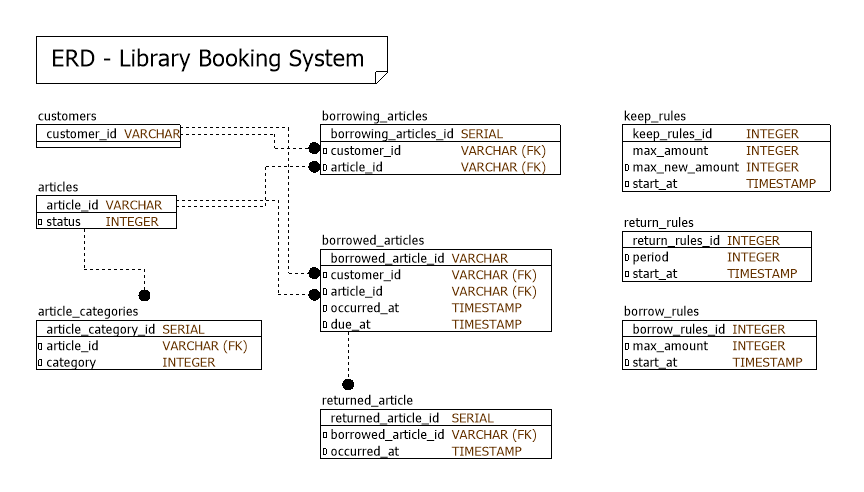 ERD - Library Booking System
customers
customer_id VARCHAR
articles
article_id VARCHAR
status INTEGER
article_categories
article_category_id SERIAL
article_id VARCHAR (FK)
category INTEGER
borrowing_articles
borrowing_articles_id SERIAL
customer_id VARCHAR (FK)
article_id VARCHAR (FK)
borrowed_articles
borrowed_article_id VARCHAR
customer_id VARCHAR (FK)
article_id VARCHAR (FK)
occurred_at TIMESTAMP
due_at TIMESTAMP
returned_article
returned_article_id SERIAL
borrowed_article_id VARCHAR (FK)
occurred_at TIMESTAMP
keep_rules
keep_rules_id INTEGER
max_amount INTEGER
max_new_amount INTEGER
start_at TIMESTAMP
return_rules
return_rules_id INTEGER
period INTEGER
start_at TIMESTAMP
borrow_rules
borrow_rules_id INTEGER
max_amount INTEGER
start_at TIMESTAMP